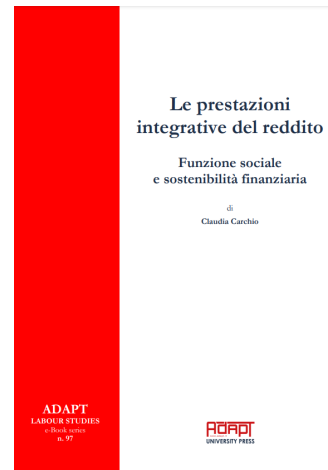 Le prestazioni
integrative del reddito
Funzione sociale
e sostenibilità finanziaria
di
Claudia Carchio
ADAPT
LABOUR STUDIES
e-Book series
n. 97
ADAPT
UNIVERSITY PRESS